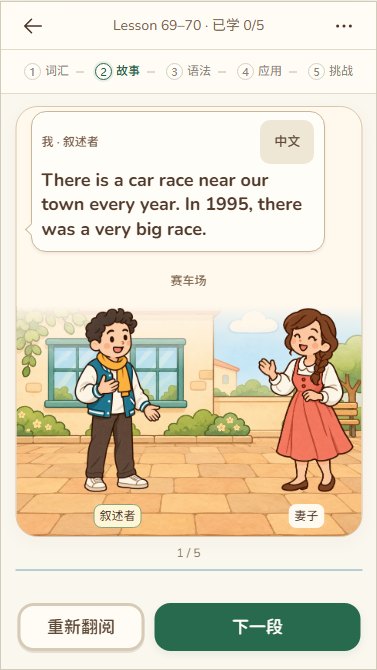 Lesson 69–70 · 已学 0/5
1 词汇 – 2 故事 – 3 语法 – 4 应用 – 5 挑战
我 · 叙述者
中文
There is a car race near our
town every year. In 1995, there
was a very big race.
赛车场
叙述者
妻子
1 / 5
重新翻阅
下一段